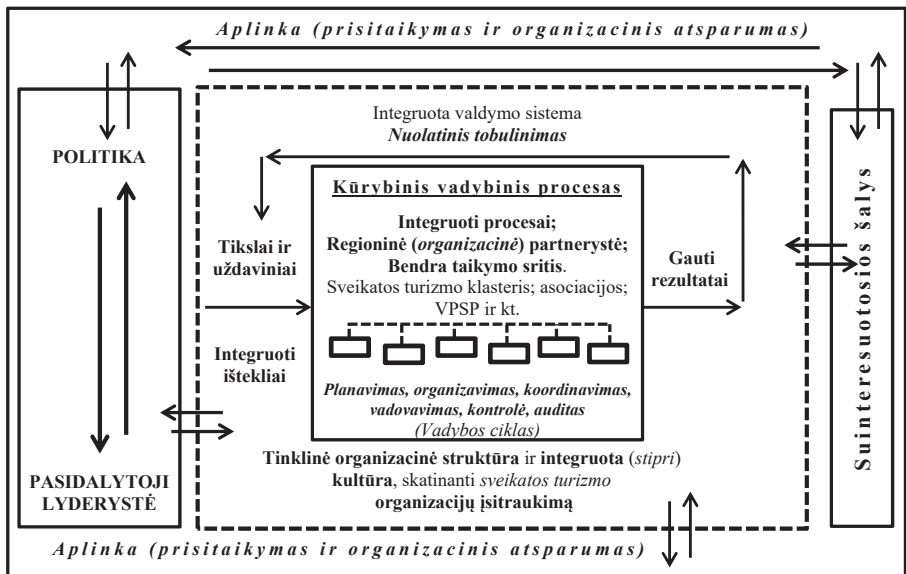 Aplinka (prisitaikymas ir organizacinis atsparumas)
POLITIKA
PASIDALYTOJI
LYDERYSTĖ
Integruota valdymo sistema
Nuolatinis tobulinimas
Tikslai ir
uždaviniai
Integruoti
ištekliai
Kūrybinis vadybinis procesas
Integruoti procesai;
Regioninė (organizacinė) partnerystė;
Bendra taikymo sritis.
Sveikatos turizmo klasteris; asociacijos;
VPSP ir kt.
Planavimas, organizavimas, koordinavimas,
vadovavimas, kontrolė, auditas
(Vadybos ciklas)
Gauti
rezultatai
Tinklinė organizacinė struktūra ir integruota (stipri)
kultūra, skatinanti sveikatos turizmo
organizacijų įsitraukimą
Suinteresuotosios šalys
Aplinka (prisitaikymas ir organizacinis atsparumas)